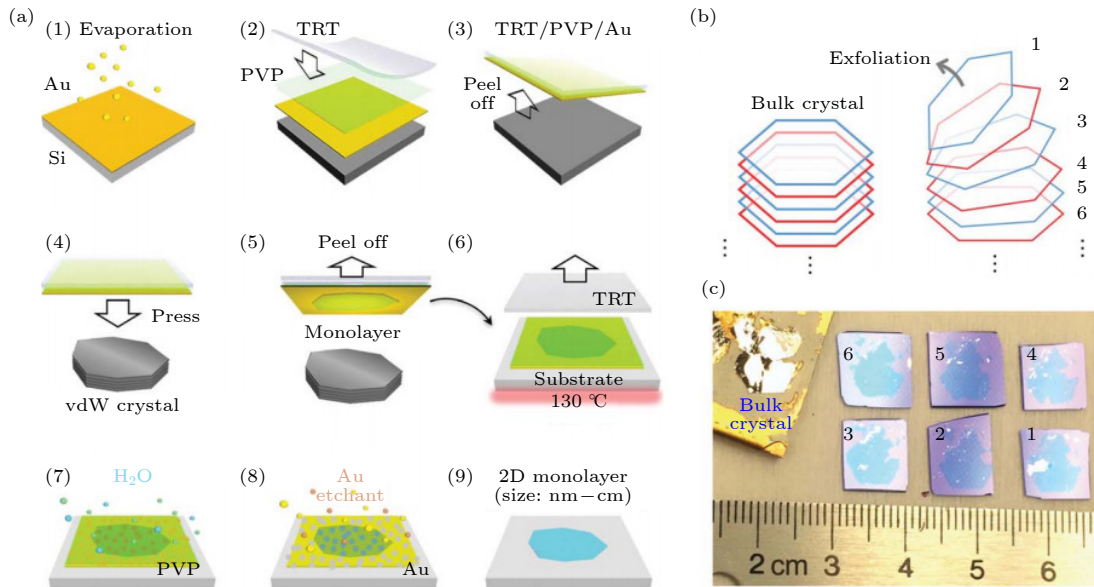 (a)
(1) Evaporation
Au
Si
(2) TRT
PVP
(3) TRT/PVP/Au
Peel
off
(4)
Press
vdW crystal
(5) Peel off
Monolayer
(6)
TRT
Substrate
130 ℃
(7) H₂O
PVP
(8) Au
etchant
Au
(9) 2D monolayer
(size: nm−cm)
(b)
Bulk crystal
Exfoliation
1
2
3
4
5
6
(c)
Bulk
crystal
6 5 4
3 2 1
2 cm 3 4 5 6